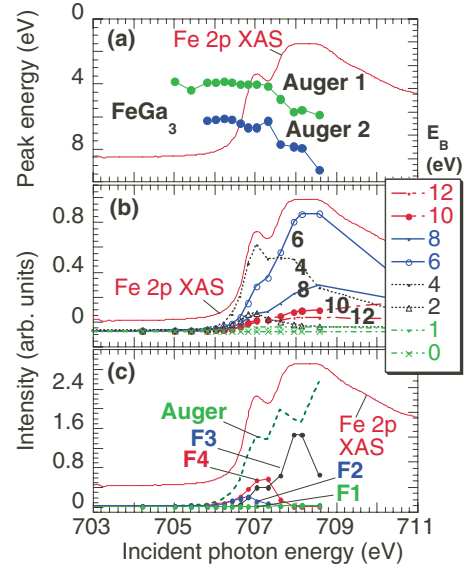 (a)
Fe 2p XAS
Auger 1
FeGa3
Auger 2
Peak energy (eV)
0
4
8
EB
(eV)
12
10
8
6
4
2
1
0
(b)
Fe 2p XAS
6
4
8
10
12
Intensity (arb. units)
0.8
0.4
0
(c)
Auger
F3
F4
F2
F1
Fe 2p
XAS
2.4
1.6
0.8
0
703 705 707 709 711
Incident photon energy (eV)